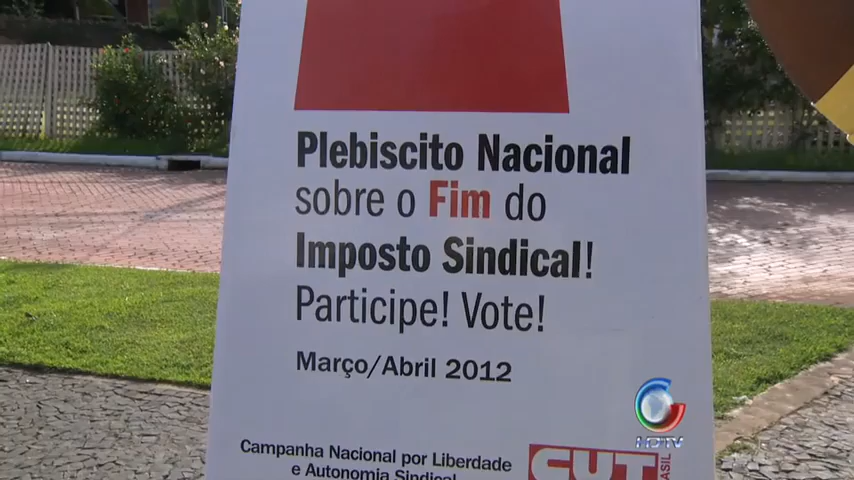 Plebiscito Nacional
sobre o Fim do
Imposto Sindical!
Participe! Vote!
Março/Abril 2012
Campanha Nacional por Liberdade
e Autonomia Sindical
CUT
BRASIL
HDTV